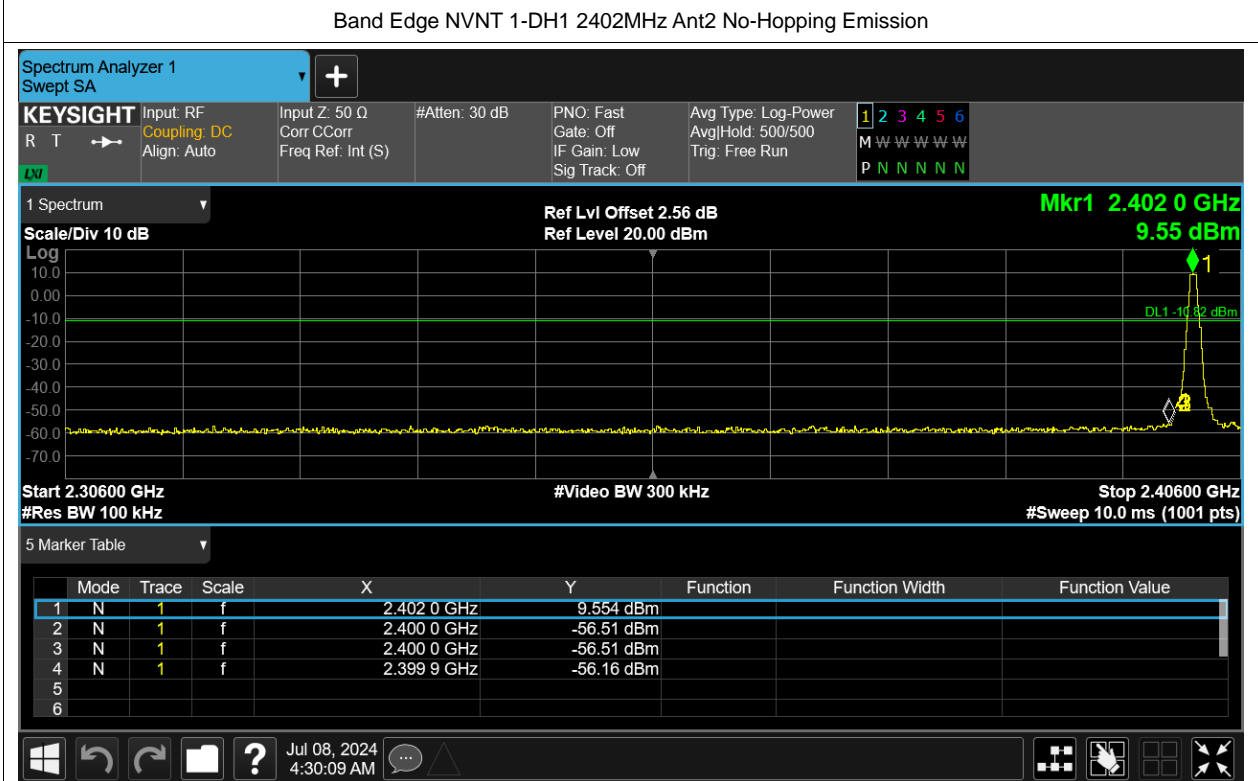 Band Edge NVNT 1-DH1 2402MHz Ant2 No-Hopping Emission
Spectrum Analyzer 1
Swept SA
KEYSIGHT
R T
LXI
Input: RF
Coupling: DC
Align: Auto
Input Z: 50 Ω
Corr CCorr
Freq Ref: Int (S)
#Atten: 30 dB
PNO: Fast
Gate: Off
IF Gain: Low
Sig Track: Off
Avg Type: Log-Power
Avg|Hold: 500/500
Trig: Free Run
1 2 3 4 5 6
M W W W W W
P N N N N N
1 Spectrum
Scale/Div 10 dB
Ref Lvl Offset 2.56 dB
Ref Level 20.00 dBm
Mkr1 2.402 0 GHz
9.55 dBm
Log
10.0
0.00
-10.0
-20.0
-30.0
-40.0
-50.0
-60.0
-70.0
1
DL1 -10.82 dBm
Start 2.30600 GHz
#Res BW 100 kHz
#Video BW 300 kHz
Stop 2.40600 GHz
#Sweep 10.0 ms (1001 pts)
5 Marker Table
Mode Trace Scale X Y Function Function Width Function Value
1 N 1 f 2.402 0 GHz 9.554 dBm
2 N 1 f 2.400 0 GHz -56.51 dBm
3 N 1 f 2.400 0 GHz -56.51 dBm
4 N 1 f 2.399 9 GHz -56.16 dBm
5
6
?
Jul 08, 2024
4:30:09 AM